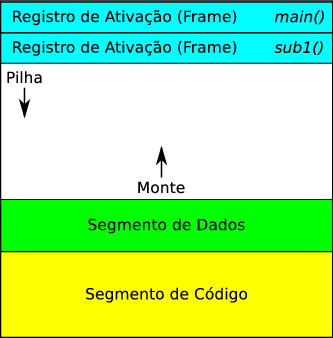 Registro de Ativação (Frame) main()
Registro de Ativação (Frame) sub1()
Pilha
Monte
Segmento de Dados
Segmento de Código